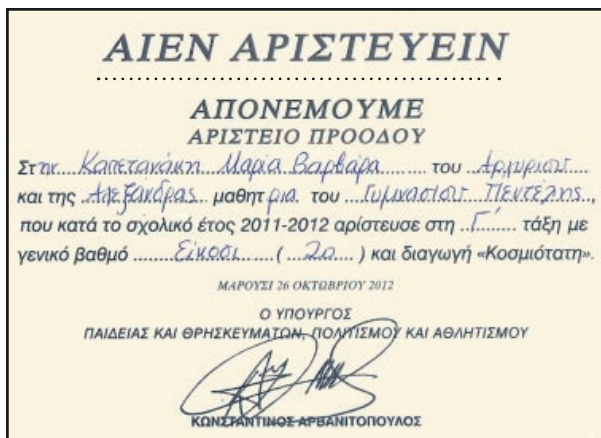 ΑΙΕΝ ΑΡΙΣΤΕΥΕΙΝ
ΑΠΟΝΕΜΟΥΜΕ
ΑΡΙΣΤΕΙΟ ΠΡΟΟΔΟΥ
Στην Καπετανάκη Μαρία Βαρβάρα του Αργυρίου
και της Αλεξάνδρας μαθητρια του Γυμνασίου Πεντέλης,
που κατά το σχολικό έτος 2011-2012 αρίστευσε στη Γ΄ τάξη με
γενικό βαθμό Είκοσι ( 20 ) και διαγωγή «Κοσμιότατη».
ΜΑΡΟΥΣΙ 26 ΟΚΤΩΒΡΙΟΥ 2012
Ο ΥΠΟΥΡΓΟΣ
ΠΑΙΔΕΙΑΣ ΚΑΙ ΘΡΗΣΚΕΥΜΑΤΩΝ, ΠΟΛΙΤΙΣΜΟΥ ΚΑΙ ΑΘΛΗΤΙΣΜΟΥ
ΚΩΝΣΤΑΝΤΙΝΟΣ ΑΡΒΑΝΙΤΟΠΟΥΛΟΣ